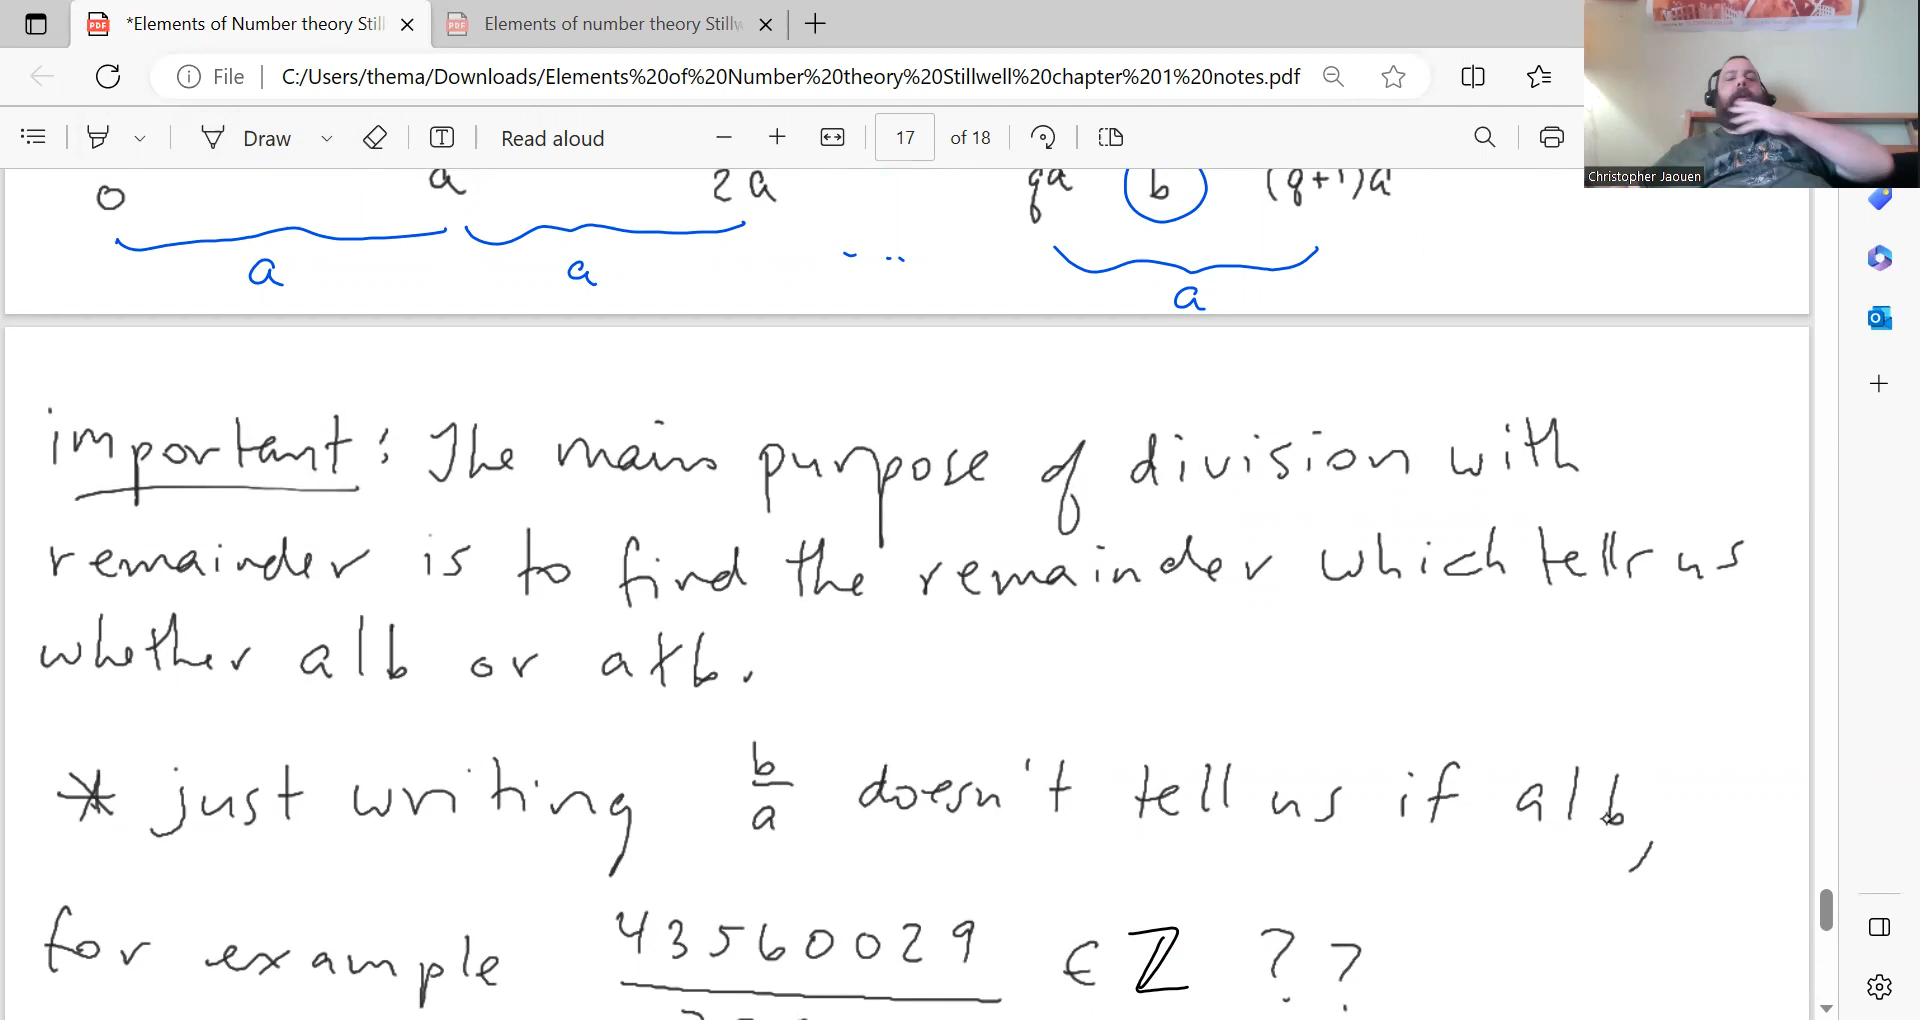 *Elements of Number theory Still
Elements of number theory Stillw
File
C:/Users/thema/Downloads/Elements%20of%20Number%20theory%20Stillwell%20chapter%201%20notes.pdf
Draw
Read aloud
17
of 18
Christopher Jaouen
0 a 2a qa b (q+1)a
a a ... a
important: The main purpose of division with
remainder is to find the remainder which tells us
whether a|b or a∤b.
* just writing b/a doesn't tell us if a|b,
for example 43560029 ∈ ℤ ??